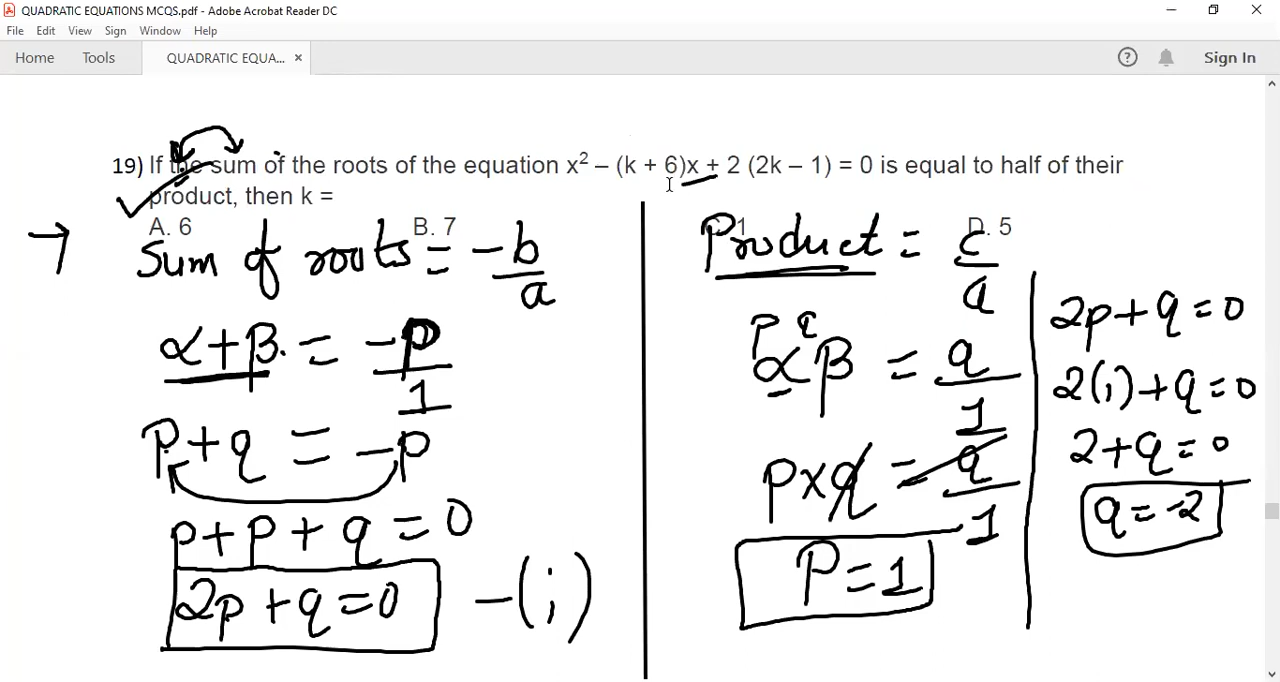 QUADRATIC EQUATIONS MCQS.pdf - Adobe Acrobat Reader DC
File Edit View Sign Window Help
Home Tools QUADRATIC EQUA... × Sign In
19) If the sum of the roots of the equation x² – (k + 6)x + 2 (2k – 1) = 0 is equal to half of their
product, then k =
A. 6 B. 7 1 D. 5
Sum of roots = -b/a
α+β = -p/1
P+q = -p
p+p+q=0
2p+q=0 -(i)
Product = c/a
P q
αβ = q/1
p×q = q/1
P=1
2p+q=0
2(1)+q=0
2+q=0
q=-2